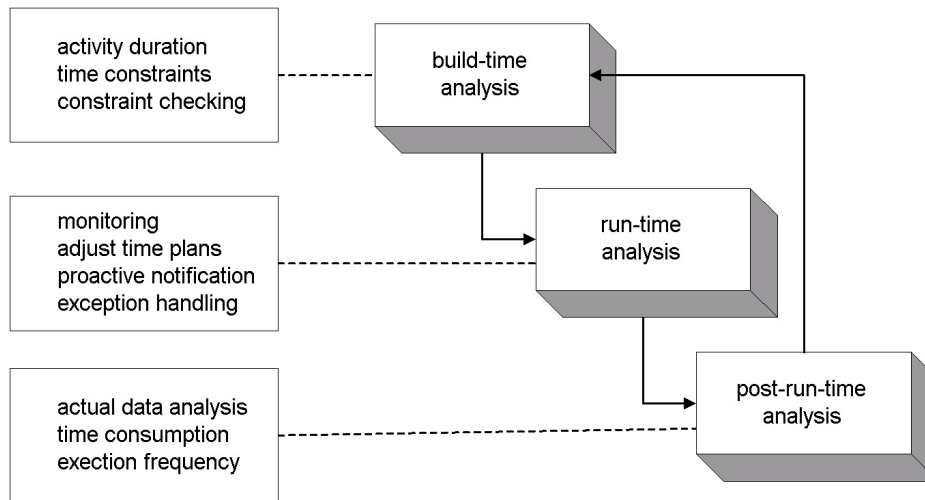 activity duration
time constraints
constraint checking
build-time
analysis
monitoring
adjust time plans
proactive notification
exception handling
run-time
analysis
actual data analysis
time consumption
exection frequency
post-run-time
analysis